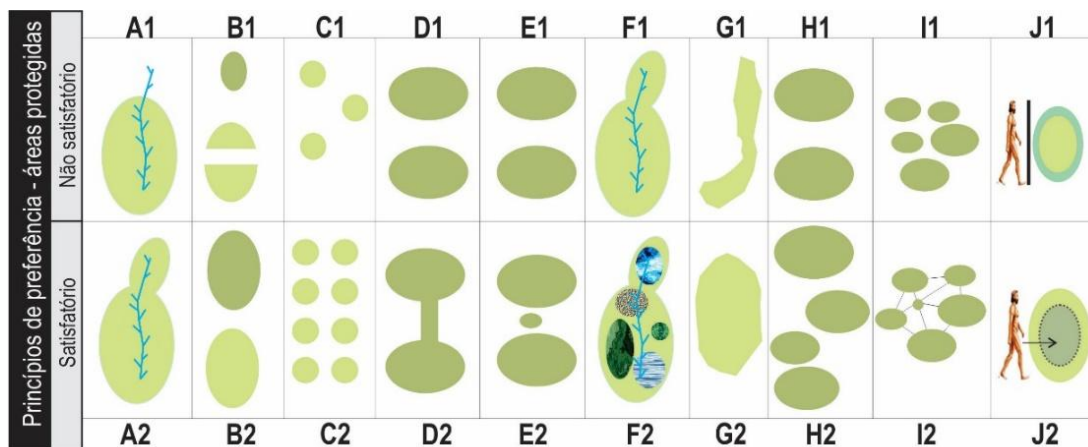 A1 B1 C1 D1 E1 F1 G1 H1 I1 J1
Princípios de preferência - áreas protegidas
Não satisfatório
Satisfatório
A2 B2 C2 D2 E2 F2 G2 H2 I2 J2